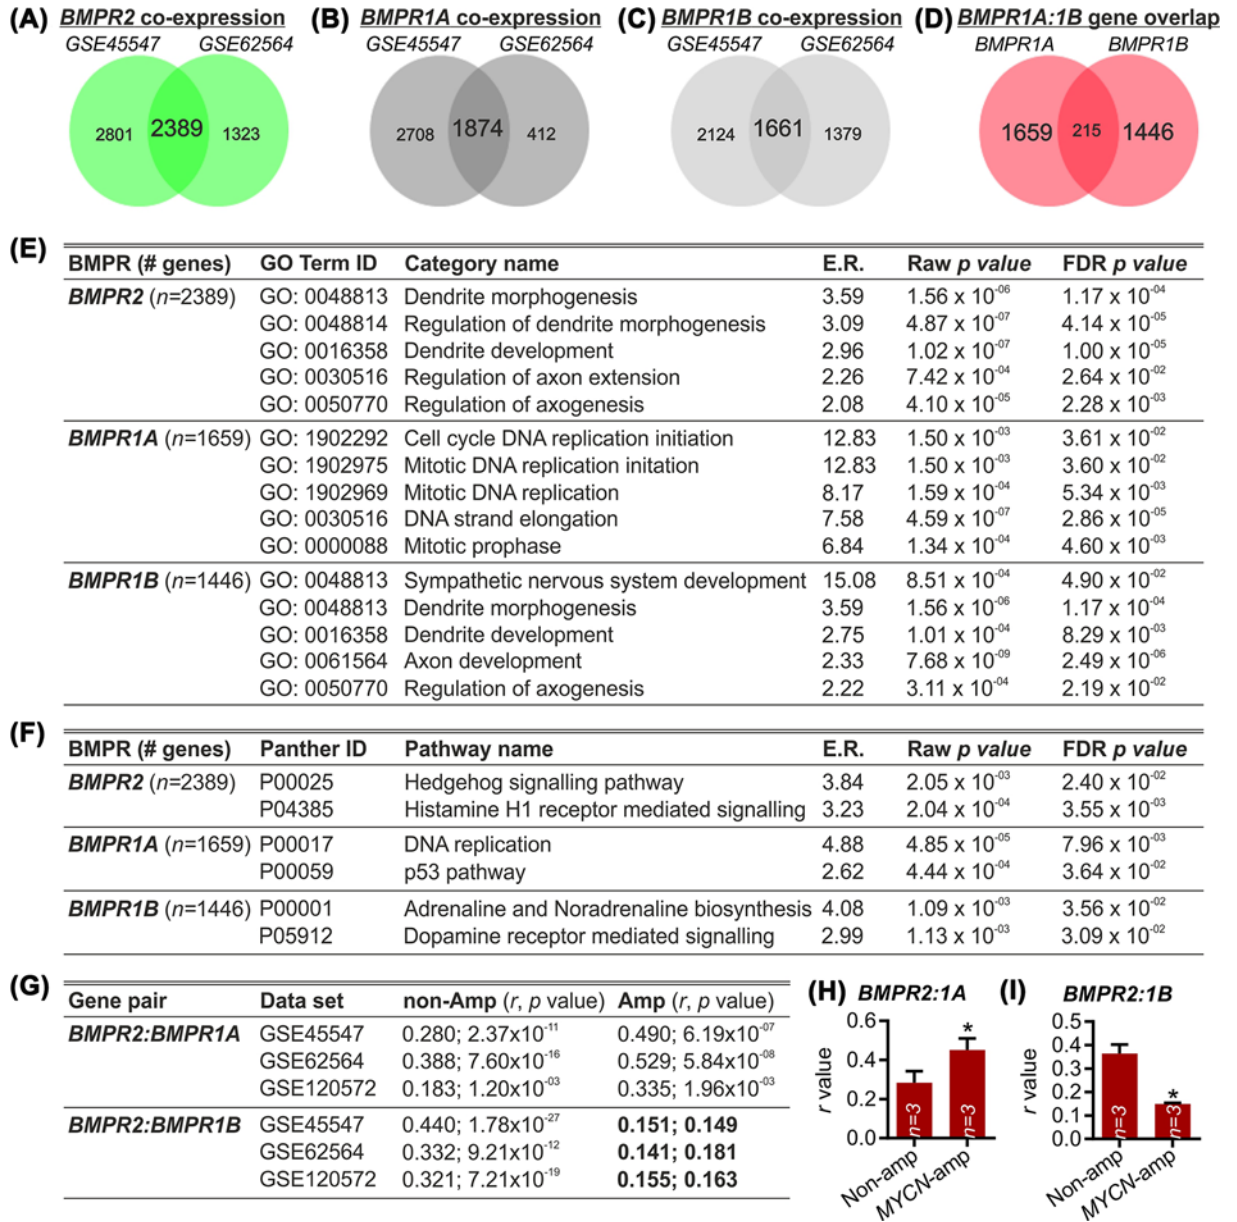 (A) BMPR2 co-expression (B) BMPR1A co-expression (C) BMPR1B co-expression (D) BMPR1A:1B gene overlap
GSE45547 GSE62564 GSE45547 GSE62564 GSE45547 GSE62564 BMPR1A BMPR1B
2801 2389 1323 2708 1874 412 2124 1661 1379 1659 215 1446
(E)
BMPR (# genes) GO Term ID Category name E.R. Raw p value FDR p value
BMPR2 (n=2389) GO: 0048813 Dendrite morphogenesis 3.59 1.56 x 10-06 1.17 x 10-04
GO: 0048814 Regulation of dendrite morphogenesis 3.09 4.87 x 10-07 4.14 x 10-05
GO: 0016358 Dendrite development 2.96 1.02 x 10-07 1.00 x 10-05
GO: 0030516 Regulation of axon extension 2.26 7.42 x 10-04 2.64 x 10-02
GO: 0050770 Regulation of axogenesis 2.08 4.10 x 10-05 2.28 x 10-03
BMPR1A (n=1659) GO: 1902292 Cell cycle DNA replication initiation 12.83 1.50 x 10-03 3.61 x 10-02
GO: 1902975 Mitotic DNA replication initation 12.83 1.50 x 10-03 3.60 x 10-02
GO: 1902969 Mitotic DNA replication 8.17 1.59 x 10-04 5.34 x 10-03
GO: 0030516 DNA strand elongation 7.58 4.59 x 10-07 2.86 x 10-05
GO: 0000088 Mitotic prophase 6.84 1.34 x 10-04 4.60 x 10-03
BMPR1B (n=1446) GO: 0048813 Sympathetic nervous system development 15.08 8.51 x 10-04 4.90 x 10-02
GO: 0048813 Dendrite morphogenesis 3.59 1.56 x 10-06 1.17 x 10-04
GO: 0016358 Dendrite development 2.75 1.01 x 10-04 8.29 x 10-03
GO: 0061564 Axon development 2.33 7.68 x 10-09 2.49 x 10-06
GO: 0050770 Regulation of axogenesis 2.22 3.11 x 10-04 2.19 x 10-02
(F)
BMPR (# genes) Panther ID Pathway name E.R. Raw p value FDR p value
BMPR2 (n=2389) P00025 Hedgehog signalling pathway 3.84 2.05 x 10-03 2.40 x 10-02
P04385 Histamine H1 receptor mediated signalling 3.23 2.04 x 10-04 3.55 x 10-03
BMPR1A (n=1659) P00017 DNA replication 4.88 4.85 x 10-05 7.96 x 10-03
P00059 p53 pathway 2.62 4.44 x 10-04 3.64 x 10-02
BMPR1B (n=1446) P00001 Adrenaline and Noradrenaline biosynthesis 4.08 1.09 x 10-03 3.56 x 10-02
P05912 Dopamine receptor mediated signalling 2.99 1.13 x 10-03 3.09 x 10-02
(G)
Gene pair Data set non-Amp (r, p value) Amp (r, p value)
BMPR2:BMPR1A GSE45547 0.280; 2.37x10-11 0.490; 6.19x10-07
GSE62564 0.388; 7.60x10-16 0.529; 5.84x10-08
GSE120572 0.183; 1.20x10-03 0.335; 1.96x10-03
BMPR2:BMPR1B GSE45547 0.440; 1.78x10-27 0.151; 0.149
GSE62564 0.332; 9.21x10-12 0.141; 0.181
GSE120572 0.321; 7.21x10-19 0.155; 0.163
(H) BMPR2:1A
r value
0.6
0.4
0.2
0.0
*
n=3 n=3
Non-amp MYCN-amp
(I) BMPR2:1B
r value
0.5
0.4
0.3
0.2
0.1
0.0
*
n=3 n=3
Non-amp MYCN-amp